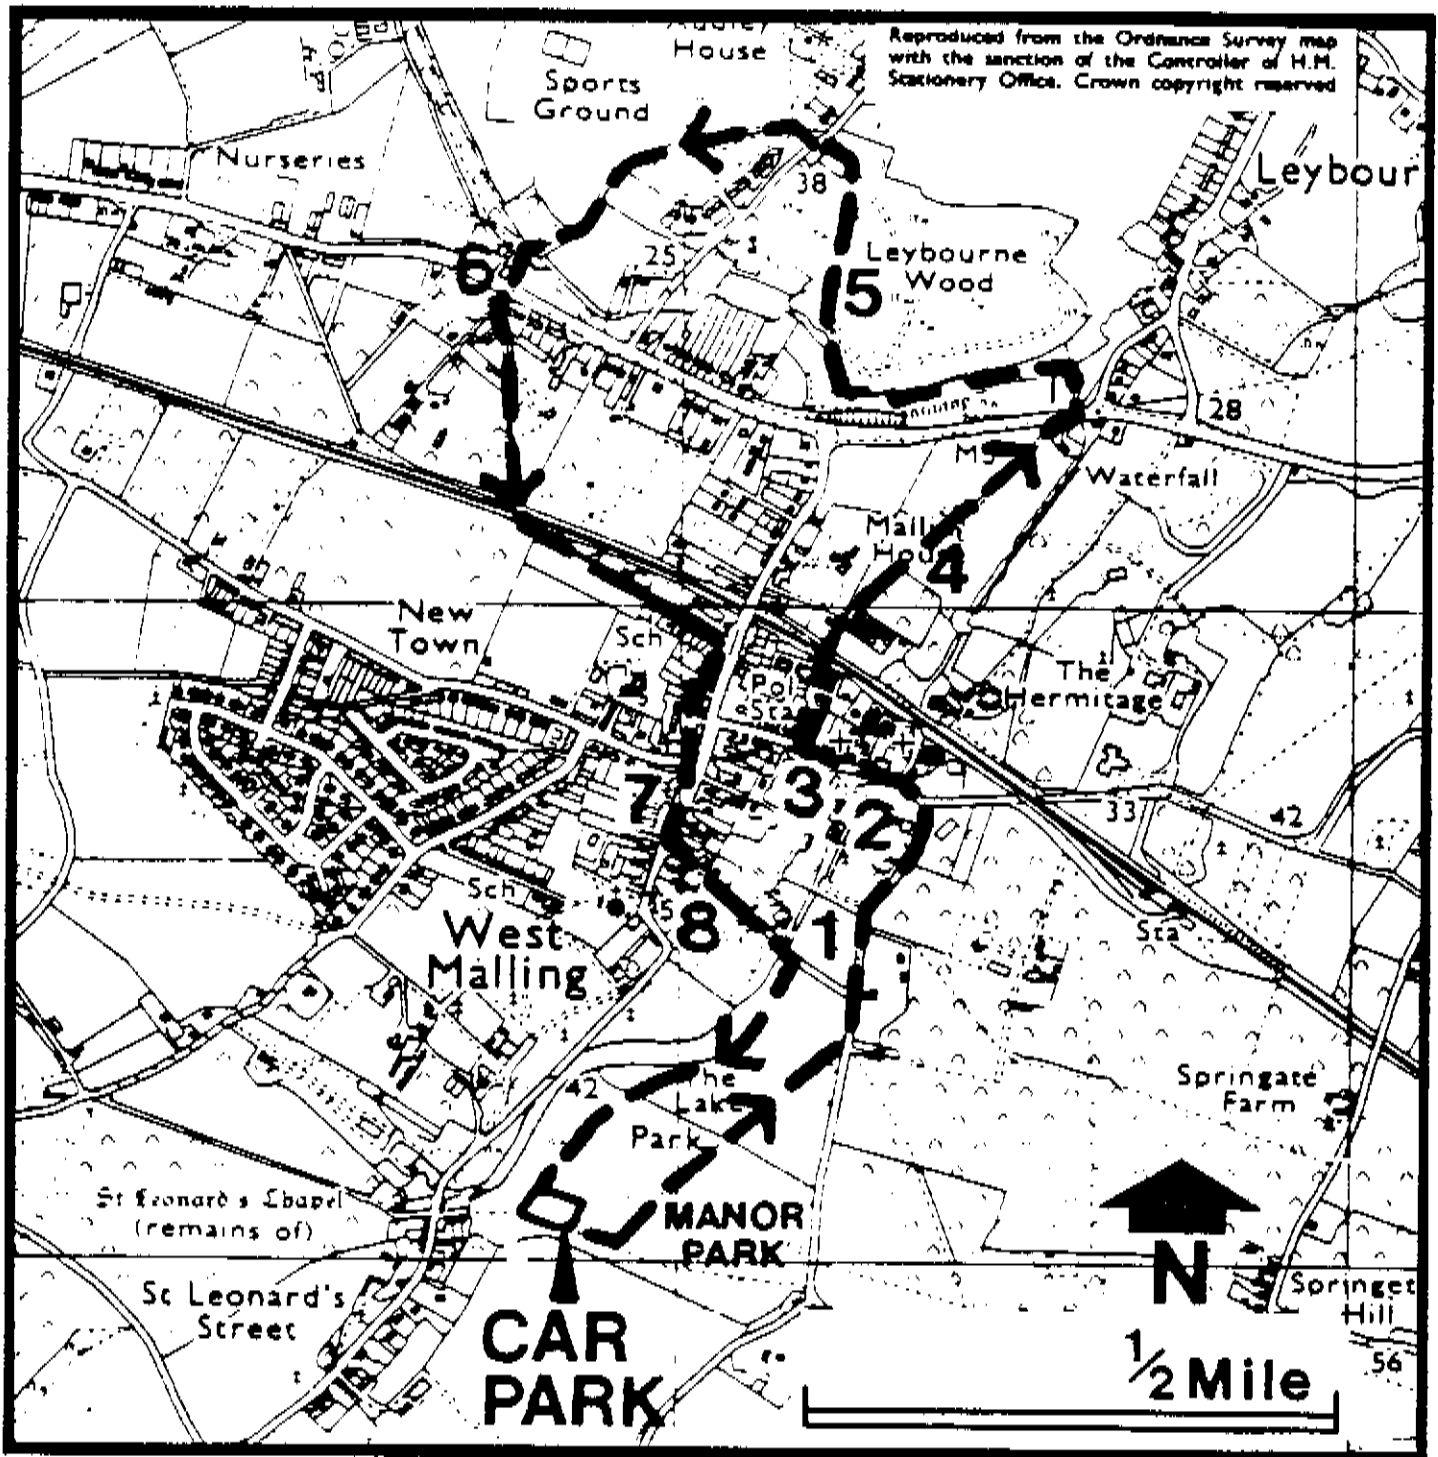 House
Reproduced from the Ordnance Survey map
with the sanction of the Controller of H.M.
Stationery Office. Crown copyright reserved
Sports
Ground
Nurseries
38
Leybour
25
6
Leybourne
Wood
5
28
MS
Waterfall
4
New
Town
Sch
Pol
Sta
The
Hermitage
7
3
2
33
42
Sch
8
1
Sta
West
Malling
42
The
Lake
Park
Springate
Farm
St Leonard's Chapel
(remains of)
MANOR
PARK
N
St Leonard's
Street
Springet
Hill
CAR
PARK
1/2 Mile
56